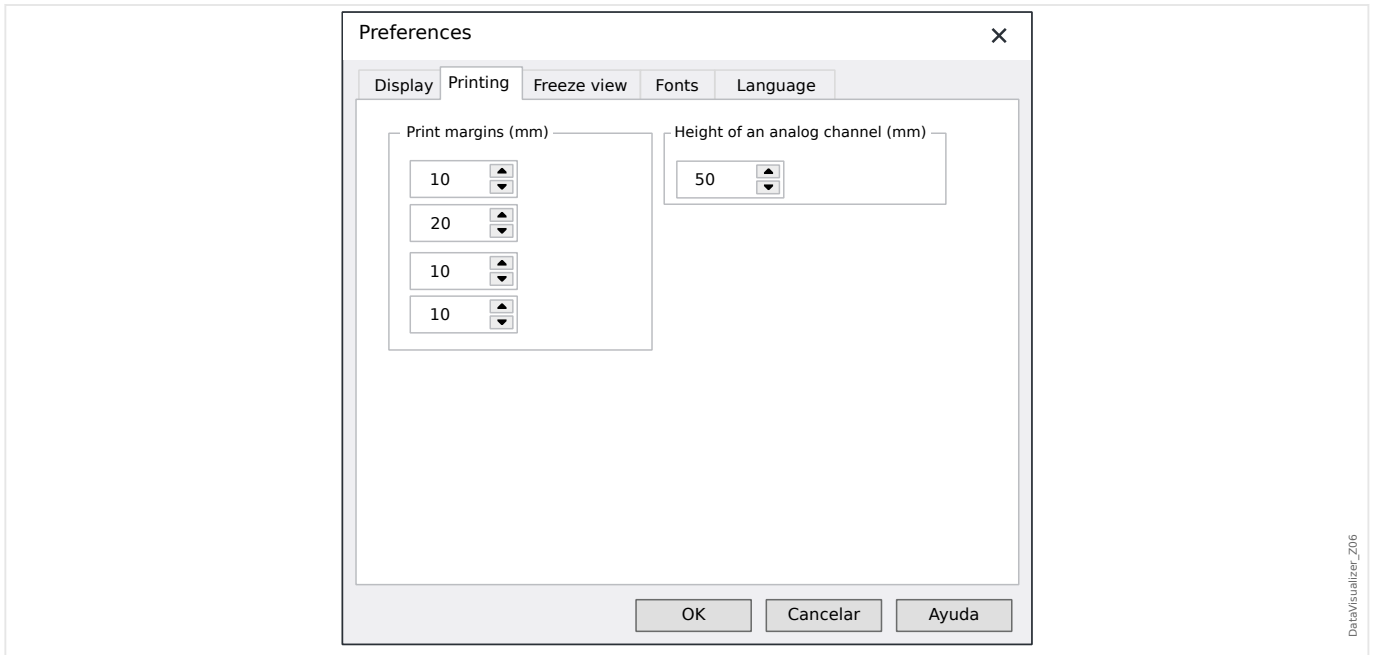 Preferences
Display Printing Freeze view Fonts Language
Print margins (mm) Height of an analog channel (mm)
10 50
20
10
10
OK Cancelar Ayuda
DataVisualizer_Z06